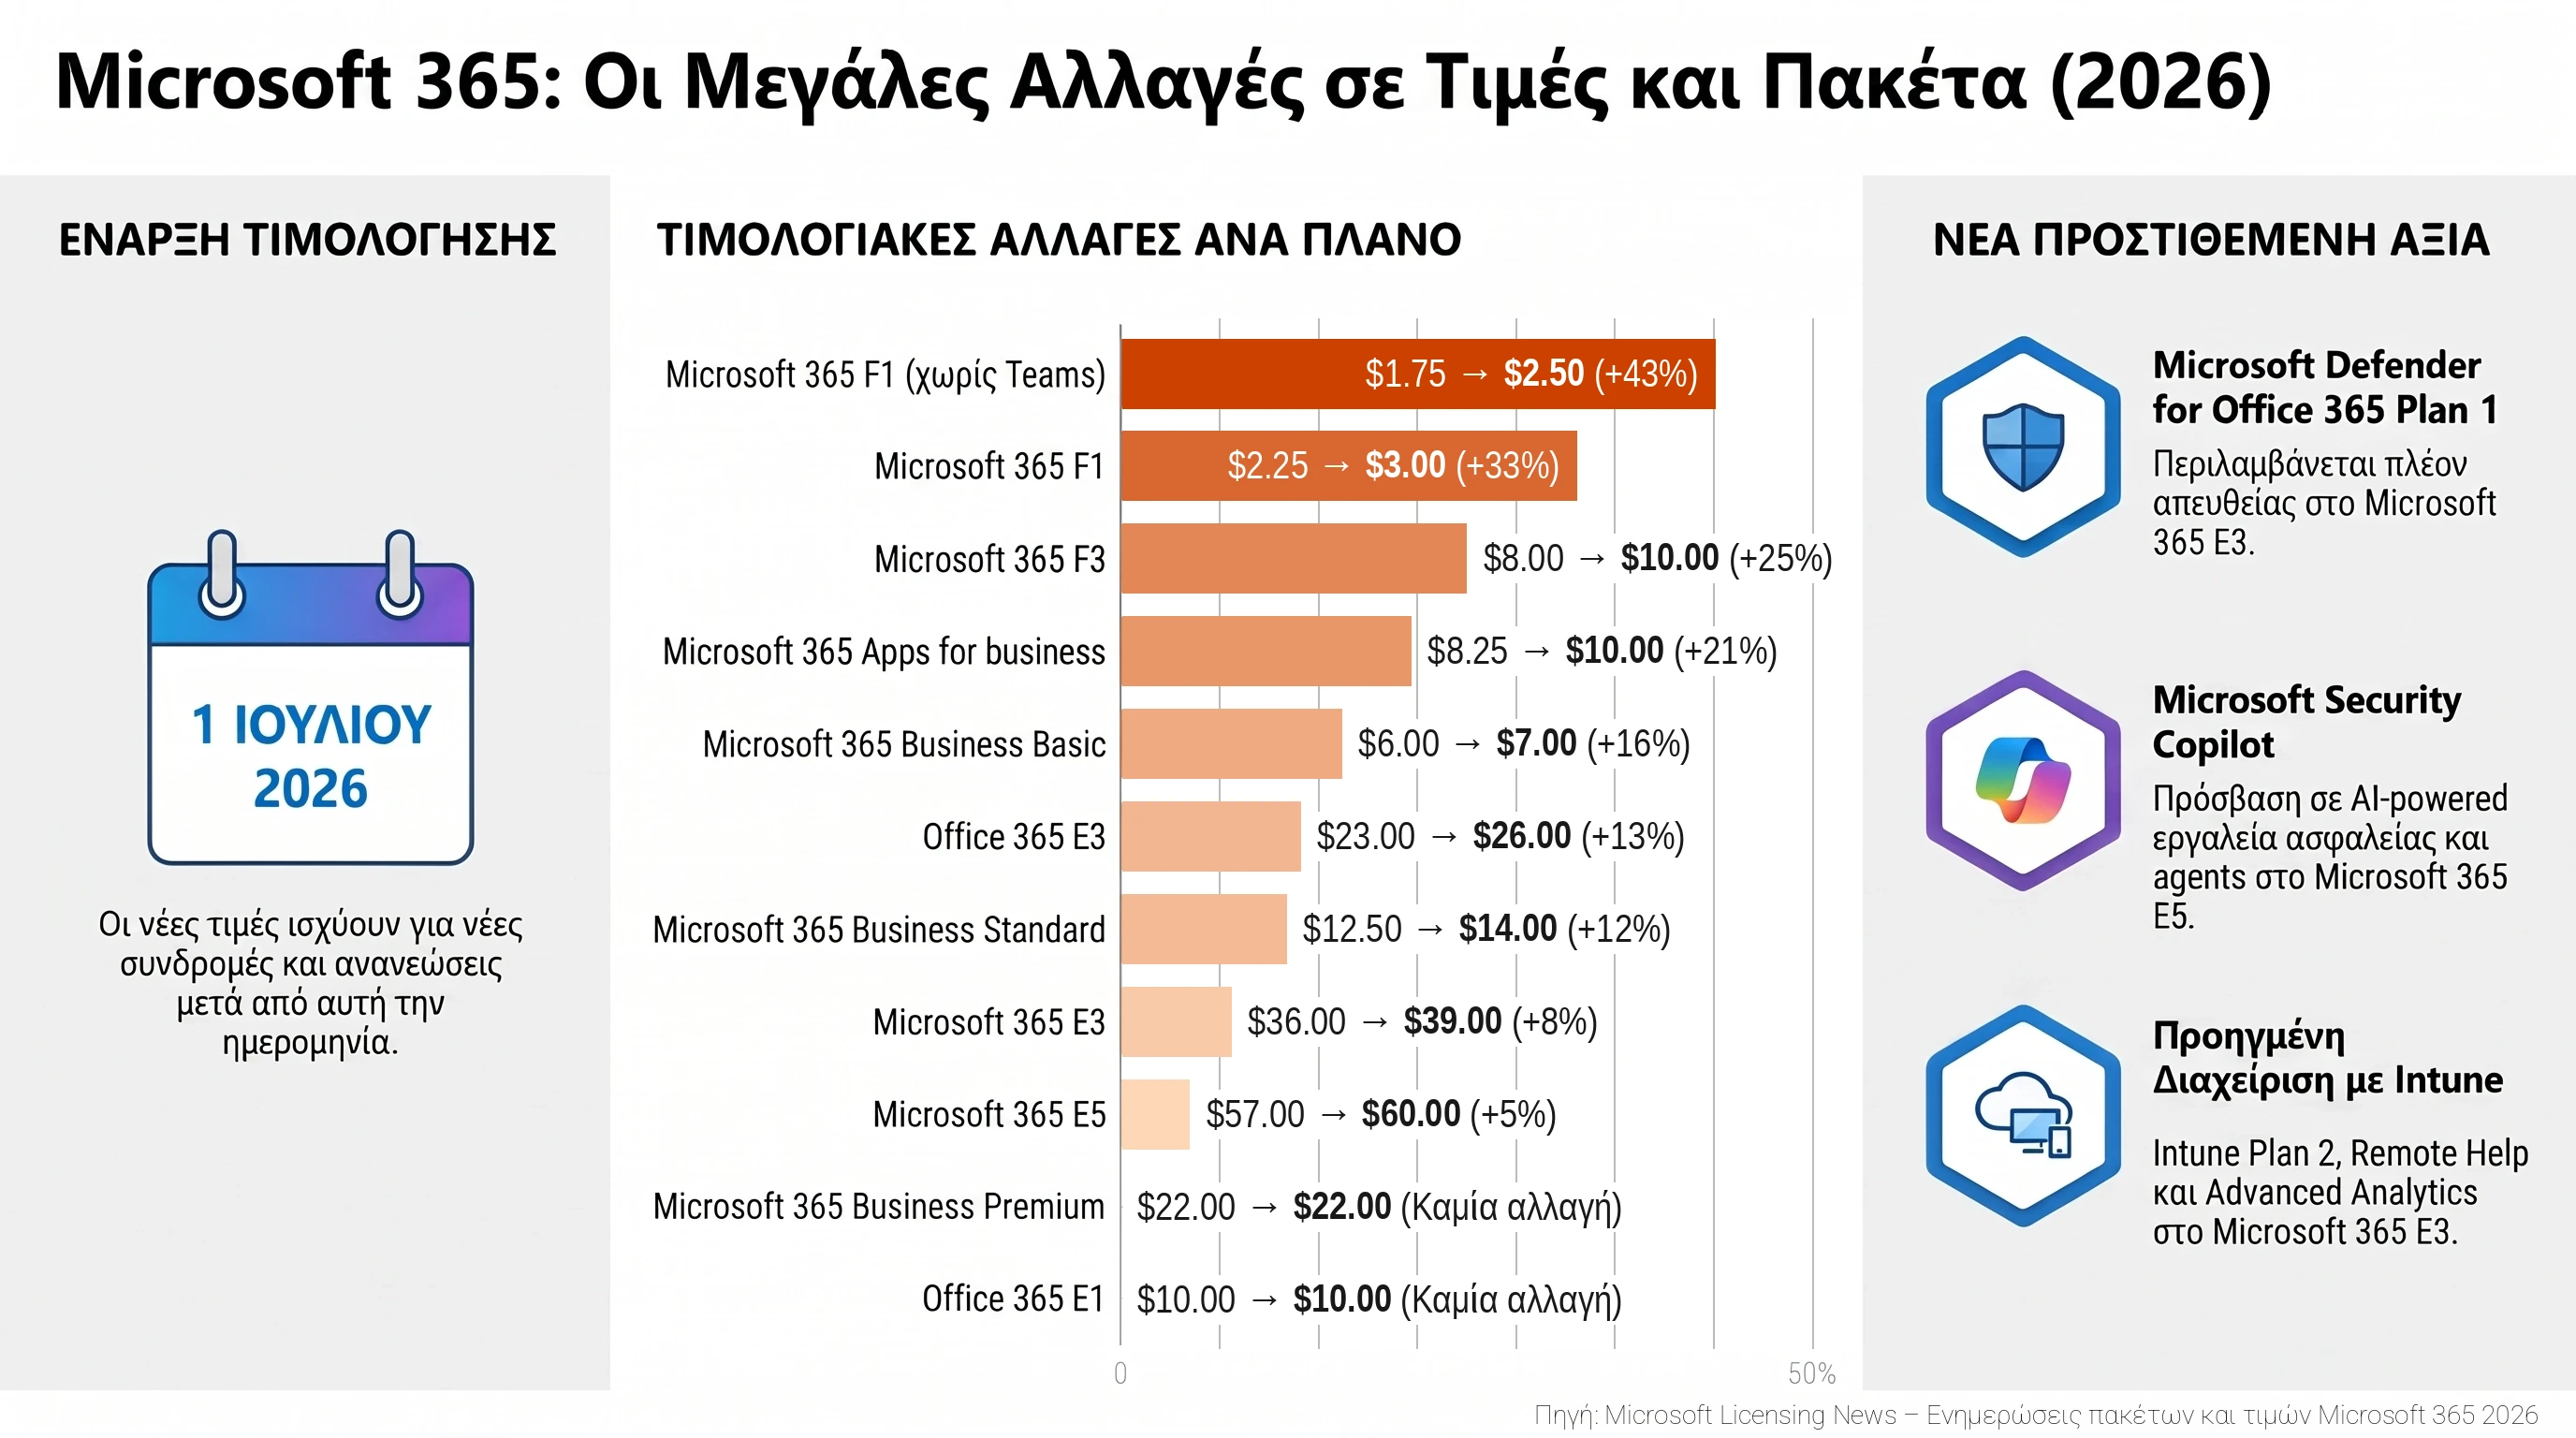 Microsoft 365: Οι Μεγάλες Αλλαγές σε Τιμές και Πακέτα (2026)
ΕΝΑΡΞΗ ΤΙΜΟΛΟΓΗΣΗΣ
1 ΙΟΥΛΙΟΥ
2026
Οι νέες τιμές ισχύουν για νέες
συνδρομές και ανανεώσεις
μετά από αυτή την
ημερομηνία.
ΤΙΜΟΛΟΓΙΑΚΕΣ ΑΛΛΑΓΕΣ ΑΝΑ ΠΛΑΝΟ
Microsoft 365 F1 (χωρίς Teams) $1.75 → $2.50 (+43%)
Microsoft 365 F1 $2.25 → $3.00 (+33%)
Microsoft 365 F3 $8.00 → $10.00 (+25%)
Microsoft 365 Apps for business $8.25 → $10.00 (+21%)
Microsoft 365 Business Basic $6.00 → $7.00 (+16%)
Office 365 E3 $23.00 → $26.00 (+13%)
Microsoft 365 Business Standard $12.50 → $14.00 (+12%)
Microsoft 365 E3 $36.00 → $39.00 (+8%)
Microsoft 365 E5 $57.00 → $60.00 (+5%)
Microsoft 365 Business Premium $22.00 → $22.00 (Καμία αλλαγή)
Office 365 E1 $10.00 → $10.00 (Καμία αλλαγή)
0 50%
ΝΕΑ ΠΡΟΣΤΙΘΕΜΕΝΗ ΑΞΙΑ
Microsoft Defender
for Office 365 Plan 1
Περιλαμβάνεται πλέον
απευθείας στο Microsoft
365 E3.
Microsoft Security
Copilot
Πρόσβαση σε AI-powered
εργαλεία ασφαλείας και
agents στο Microsoft 365
E5.
Προηγμένη
Διαχείριση με Intune
Intune Plan 2, Remote Help
και Advanced Analytics
στο Microsoft 365 E3.
Πηγή: Microsoft Licensing News – Ενημερώσεις πακέτων και τιμών Microsoft 365 2026